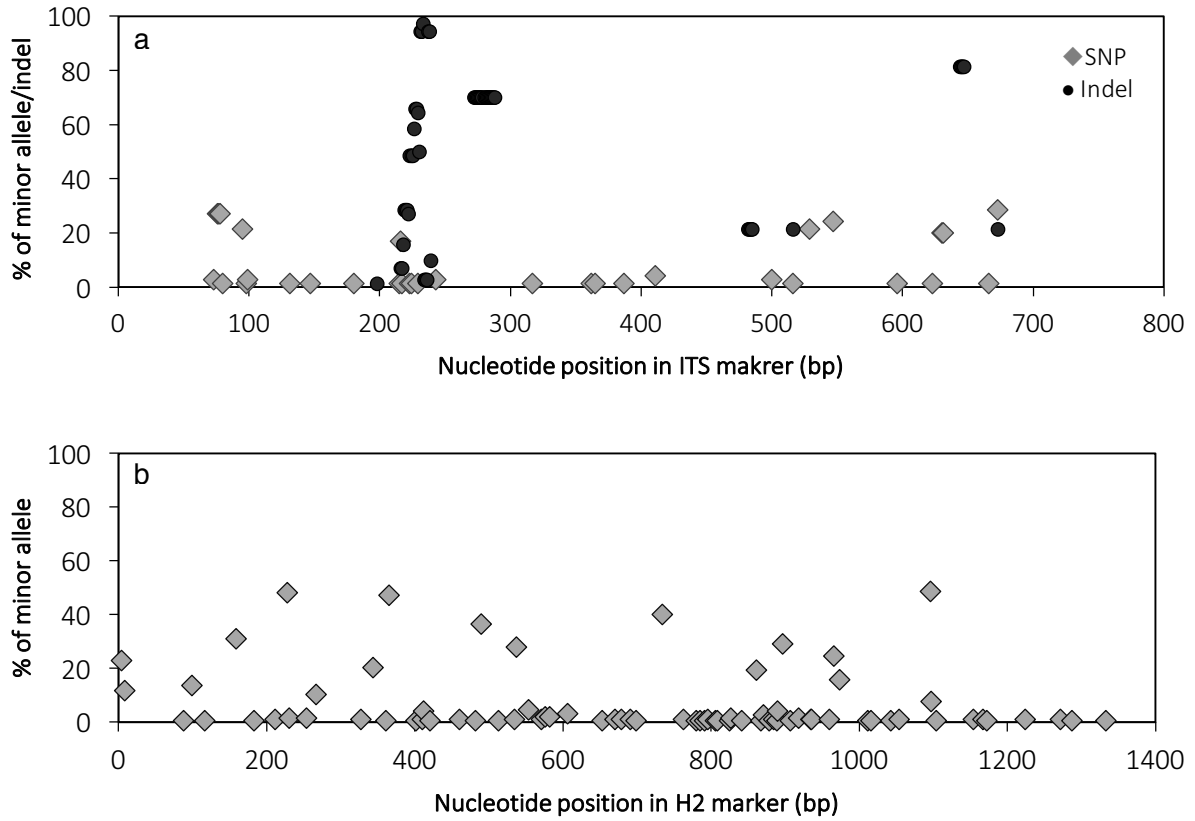 100
a
SNP
80
Indel
60
40
20
0
% of minor allele/indel
0 100 200 300 400 500 600 700 800
Nucleotide position in ITS makrer (bp)
100
b
80
60
40
20
0
% of minor allele
0 200 400 600 800 1000 1200 1400
Nucleotide position in H2 marker (bp)